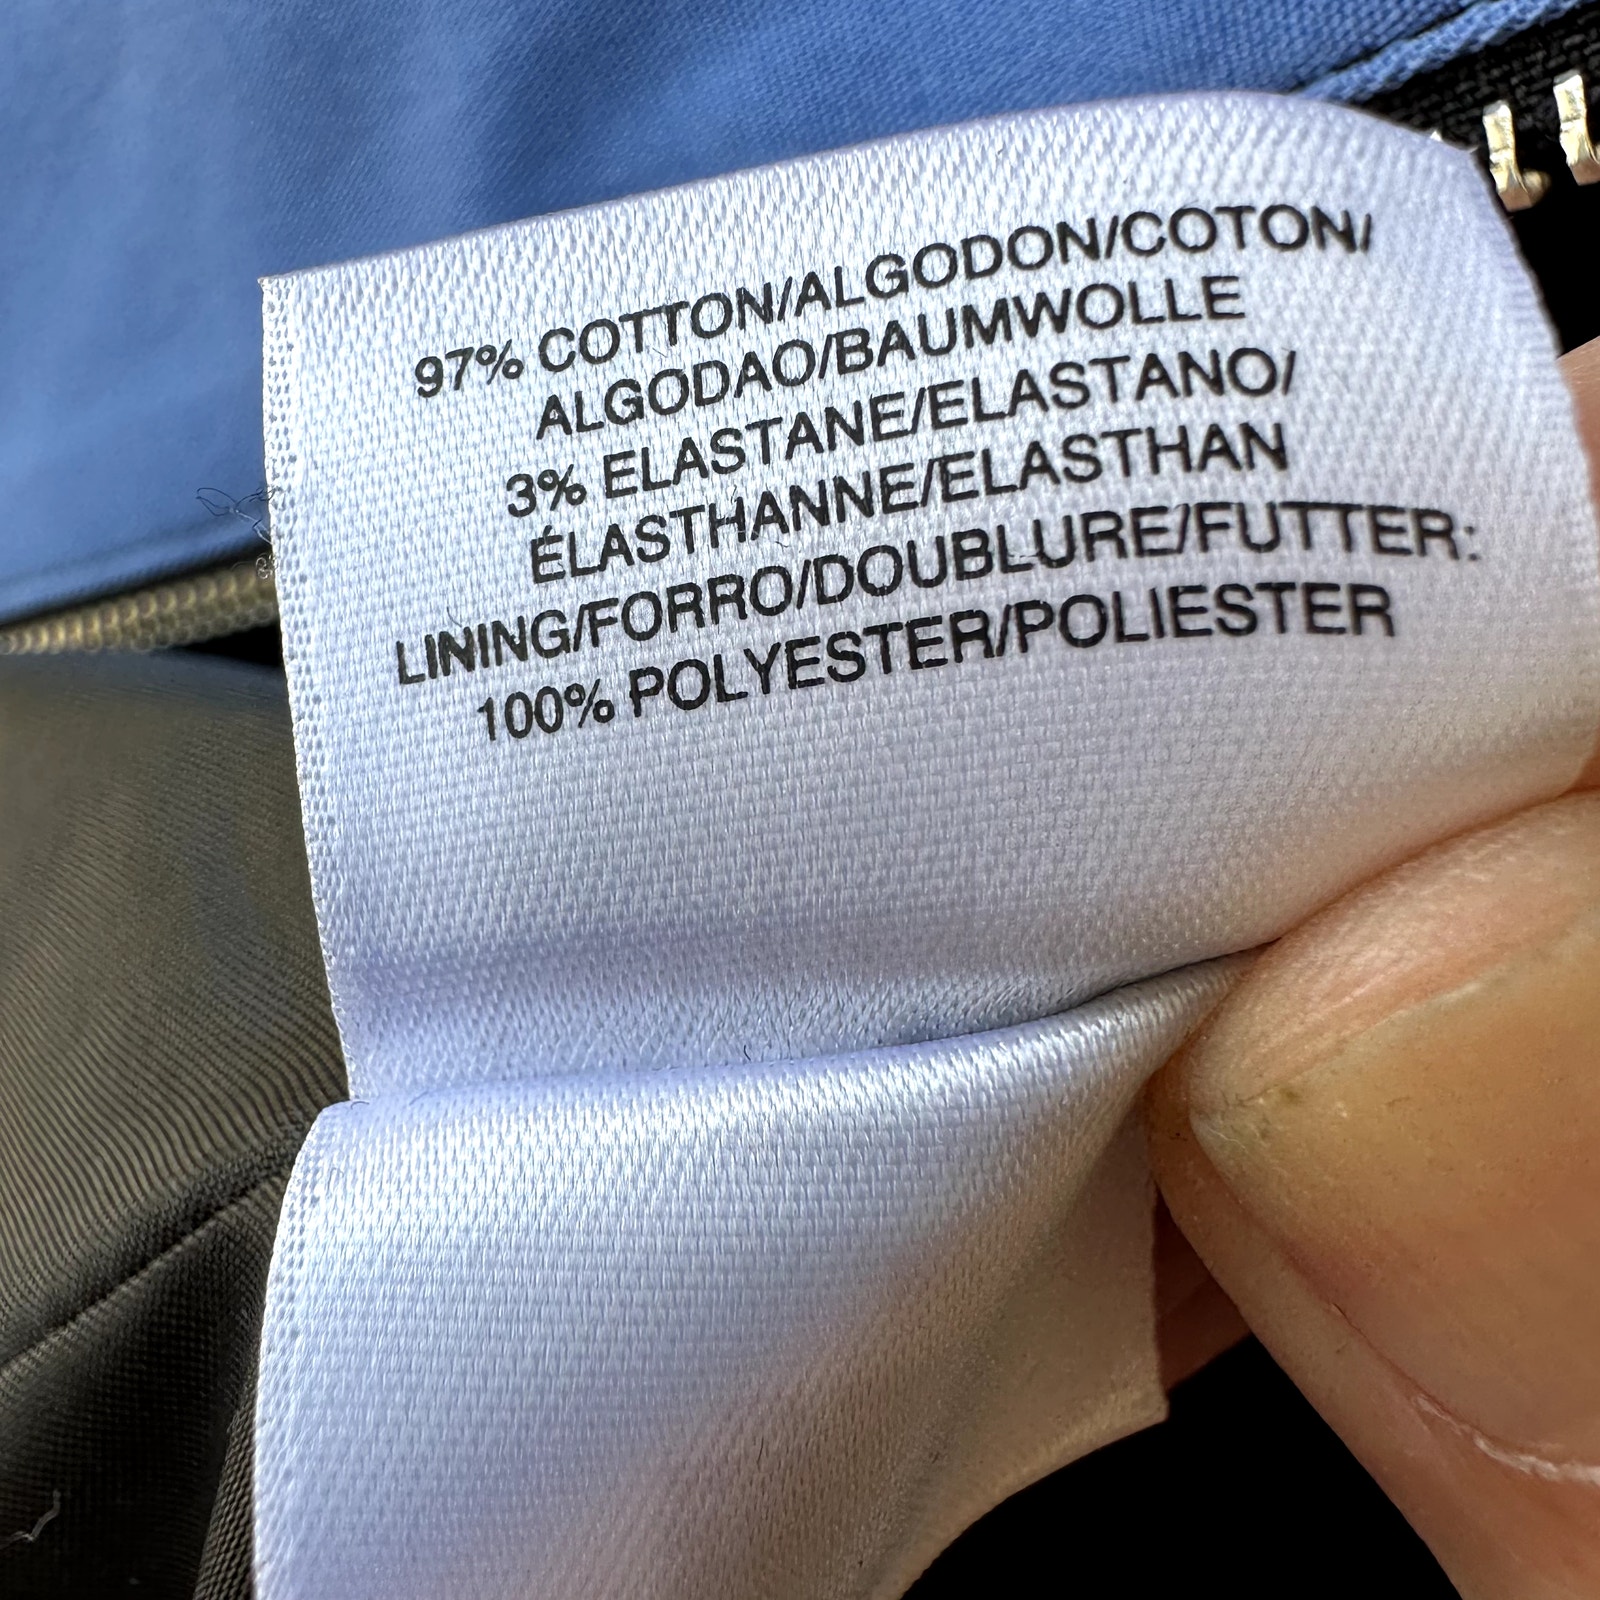 97% COTTON/ALGODON/COTON/
ALGODAO/BAUMWOLLE
3% ELASTANE/ELASTANO/
ÉLASTHANNE/ELASTHAN
LINING/FORRO/DOUBLURE/FUTTER:
100% POLYESTER/POLIESTER